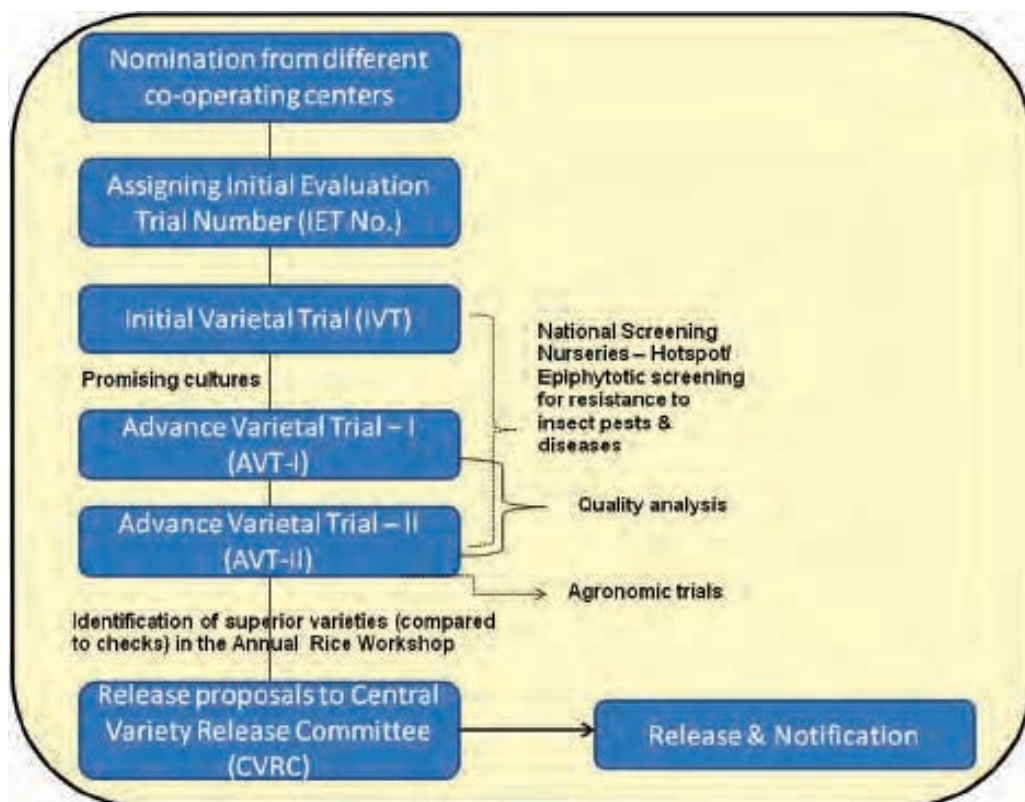 Nomination from different
co-operating centers
Assigning Initial Evaluation
Trial Number (IET No.)
Initial Varietal Trial (IVT)
National Screening
Nurseries – Hotspot/
Epiphytotic screening
for resistance to
insect pests &
diseases
Promising cultures
Advance Varietal Trial – I
(AVT-I)
Quality analysis
Advance Varietal Trial – II
(AVT-II)
Agronomic trials
Identification of superior varieties (compared
to checks) in the Annual Rice Workshop
Release proposals to Central
Variety Release Committee
(CVRC)
Release & Notification